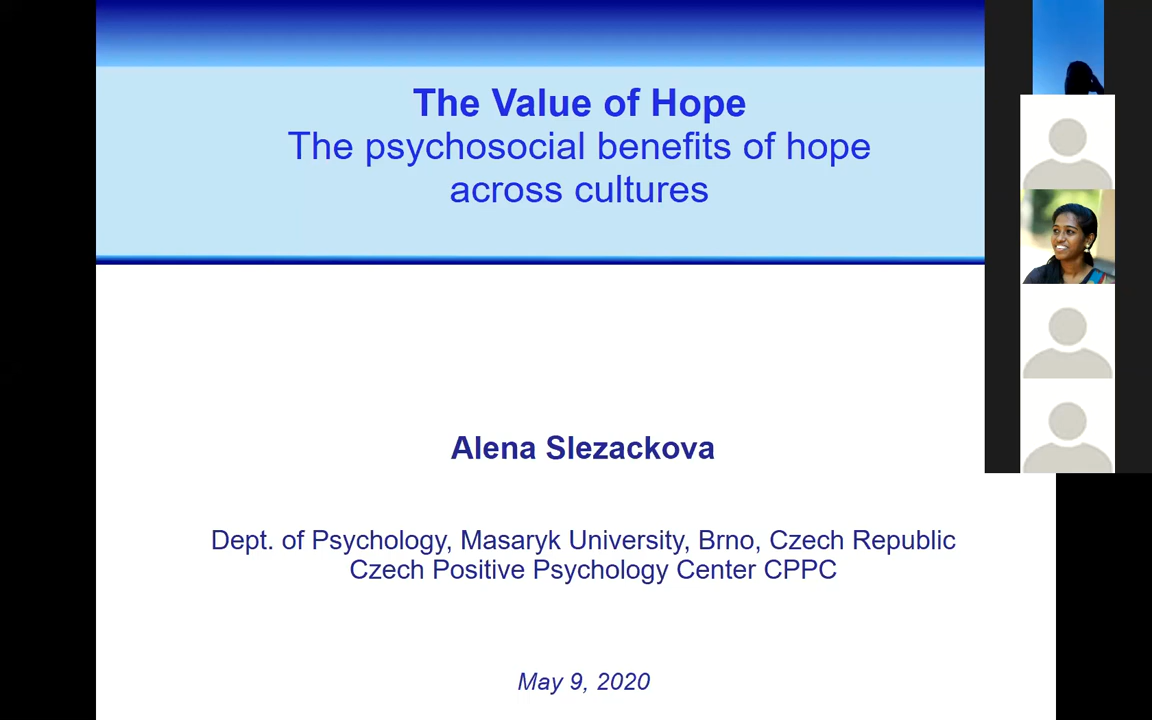 The Value of Hope
The psychosocial benefits of hope
across cultures
Alena Slezackova
Dept. of Psychology, Masaryk University, Brno, Czech Republic
Czech Positive Psychology Center CPPC
May 9, 2020